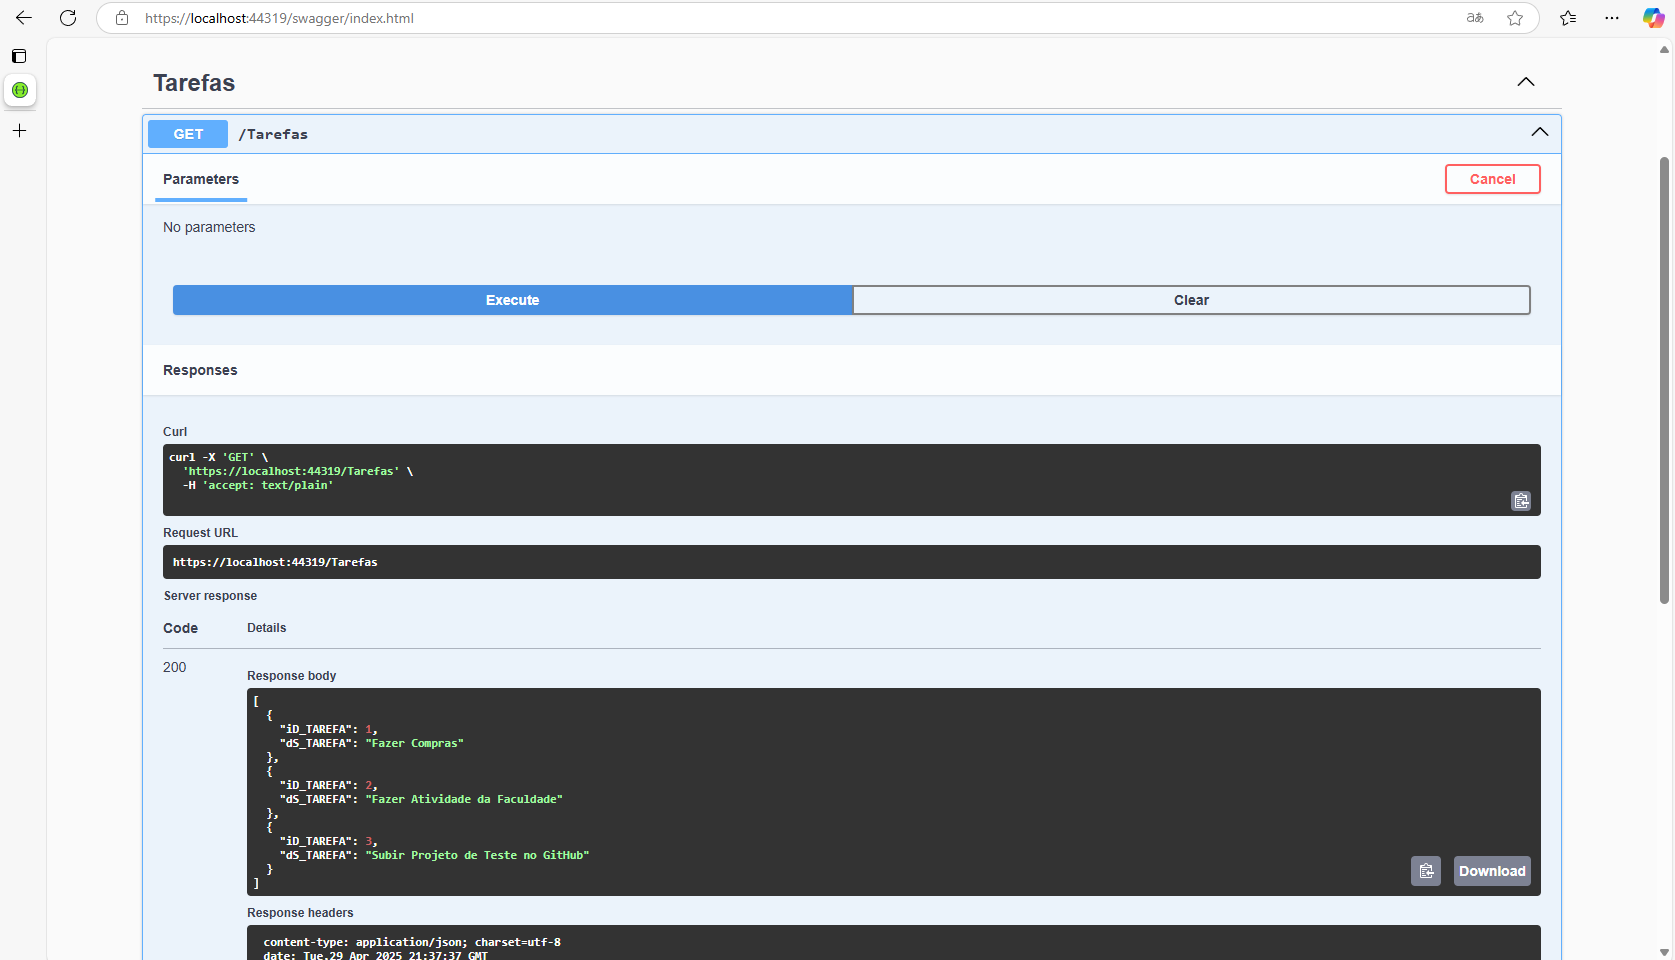 https://localhost:44319/swagger/index.html
Tarefas
GET /Tarefas
Parameters
Cancel
No parameters
Execute
Clear
Responses
Curl
curl -X 'GET' \
'https://localhost:44319/Tarefas' \
-H 'accept: text/plain'
Request URL
https://localhost:44319/Tarefas
Server response
Code
Details
200
Response body
[
{
"iD_TAREFA": 1,
"dS_TAREFA": "Fazer Compras"
},
{
"iD_TAREFA": 2,
"dS_TAREFA": "Fazer Atividade da Faculdade"
},
{
"iD_TAREFA": 3,
"dS_TAREFA": "Subir Projeto de Teste no GitHub"
}
]
Download
Response headers
content-type: application/json; charset=utf-8
date: Tue,29 Apr 2025 21:37:37 GMT